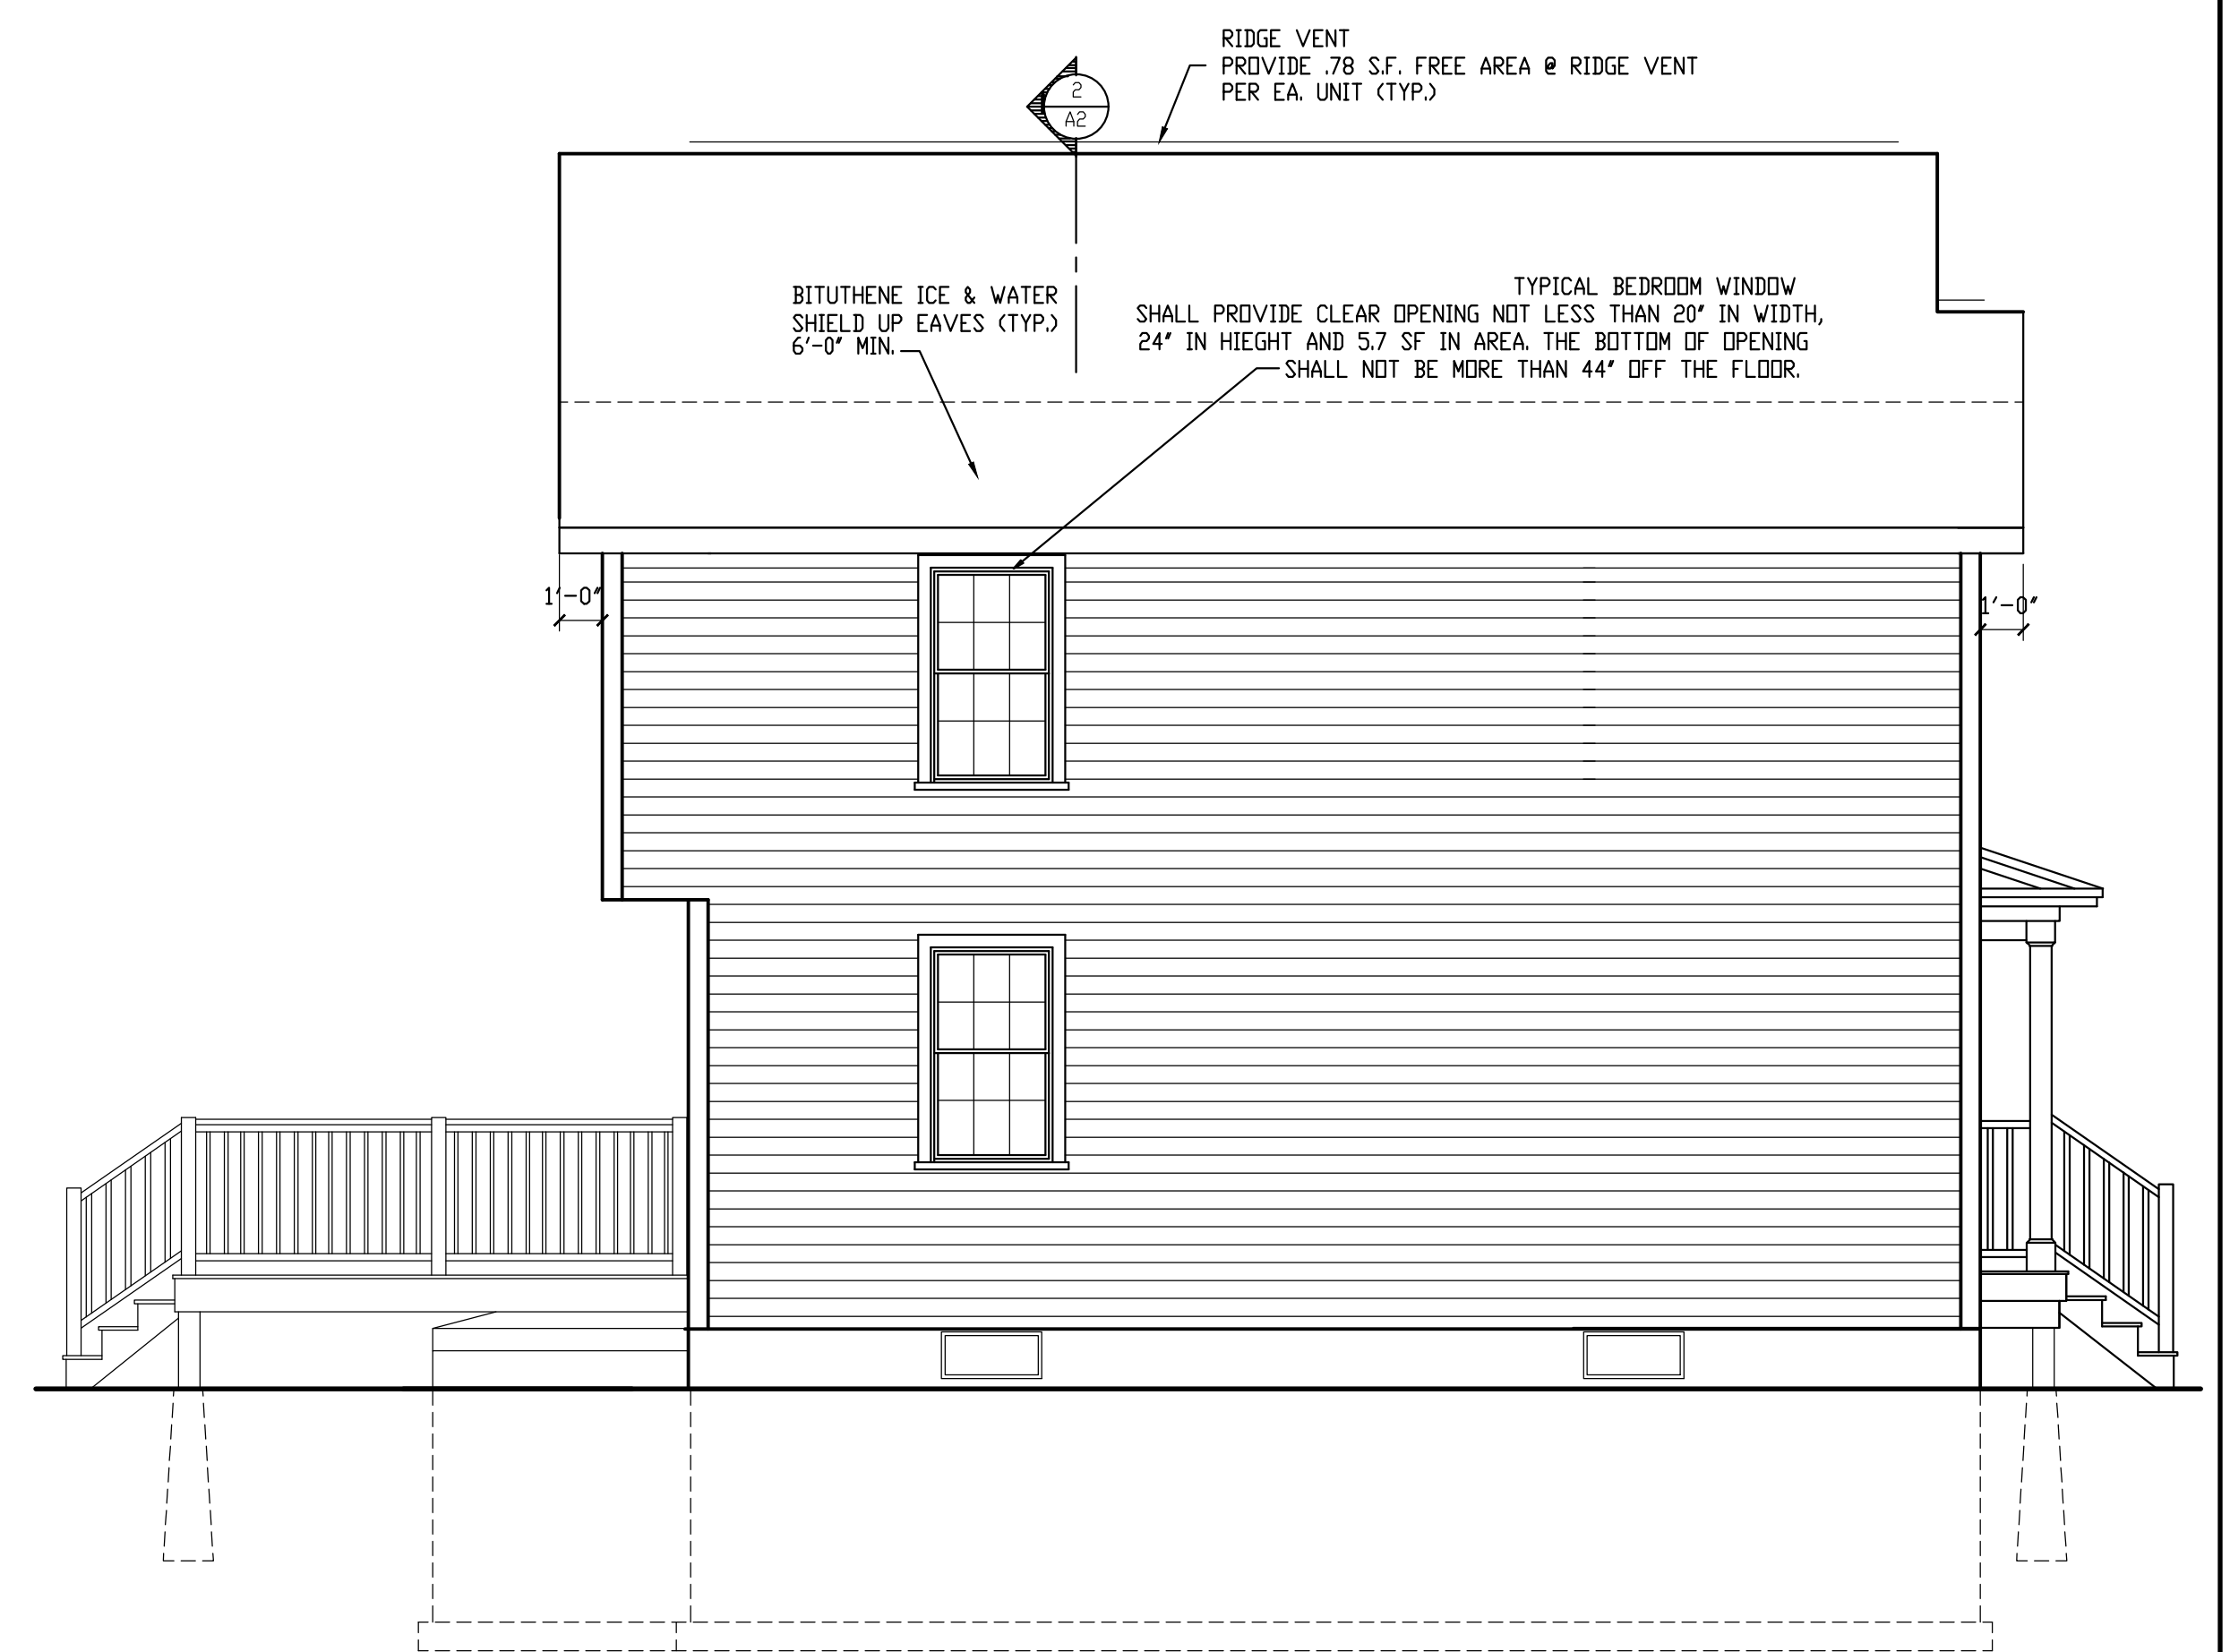 RIDGE VENT
PROVIDE .78 S.F. FREE AREA @ RIDGE VENT
PER EA. UNIT (TYP.)
2
A2
BITUTHENE ICE & WATER
SHIELD UP EAVES (TYP.)
6'-0" MIN.
TYPICAL BEDROOM WINDOW
SHALL PROVIDE CLEAR OPENING NOT LESS THAN 20" IN WIDTH,
24" IN HIEGHT AND 5.7 SF IN AREA. THE BOTTOM OF OPENING
SHALL NOT BE MORE THAN 44" OFF THE FLOOR.
1'-0"
1'-0"